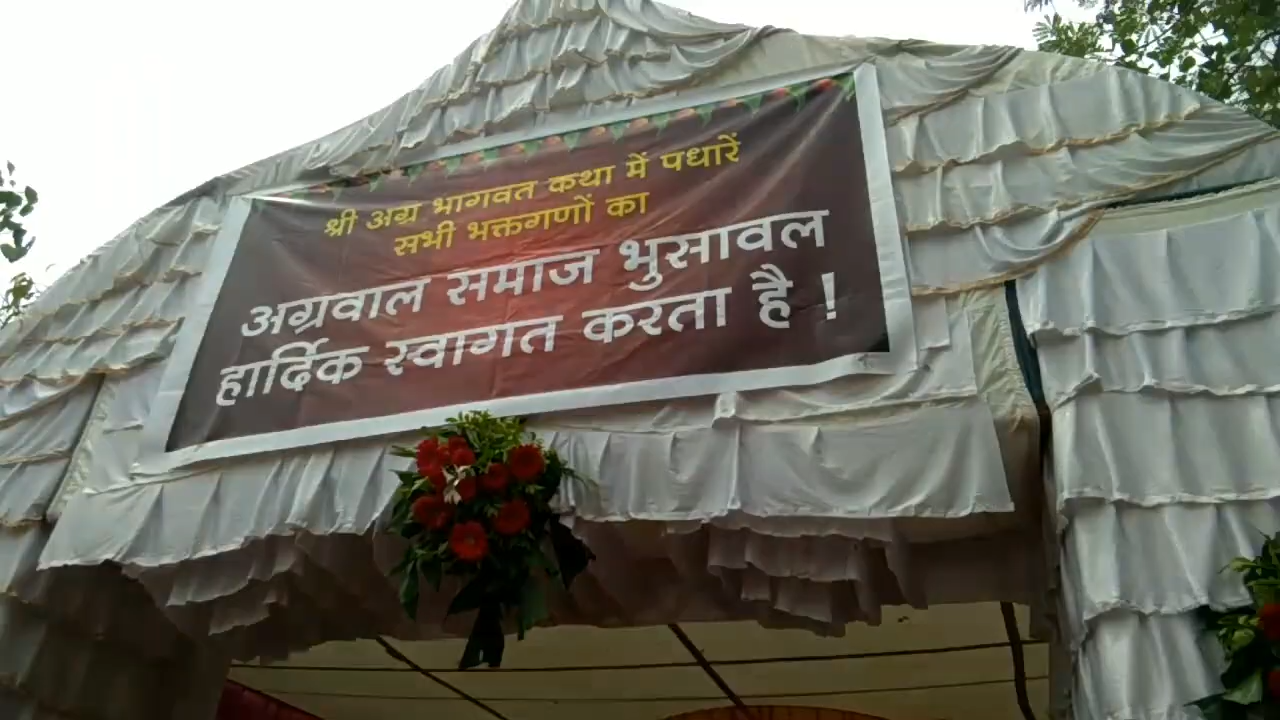 श्री अग्र भागवत कथा में पधारें
सभी भक्तगणों का
अग्रवाल समाज भुसावल
हार्दिक स्वागत करता है !